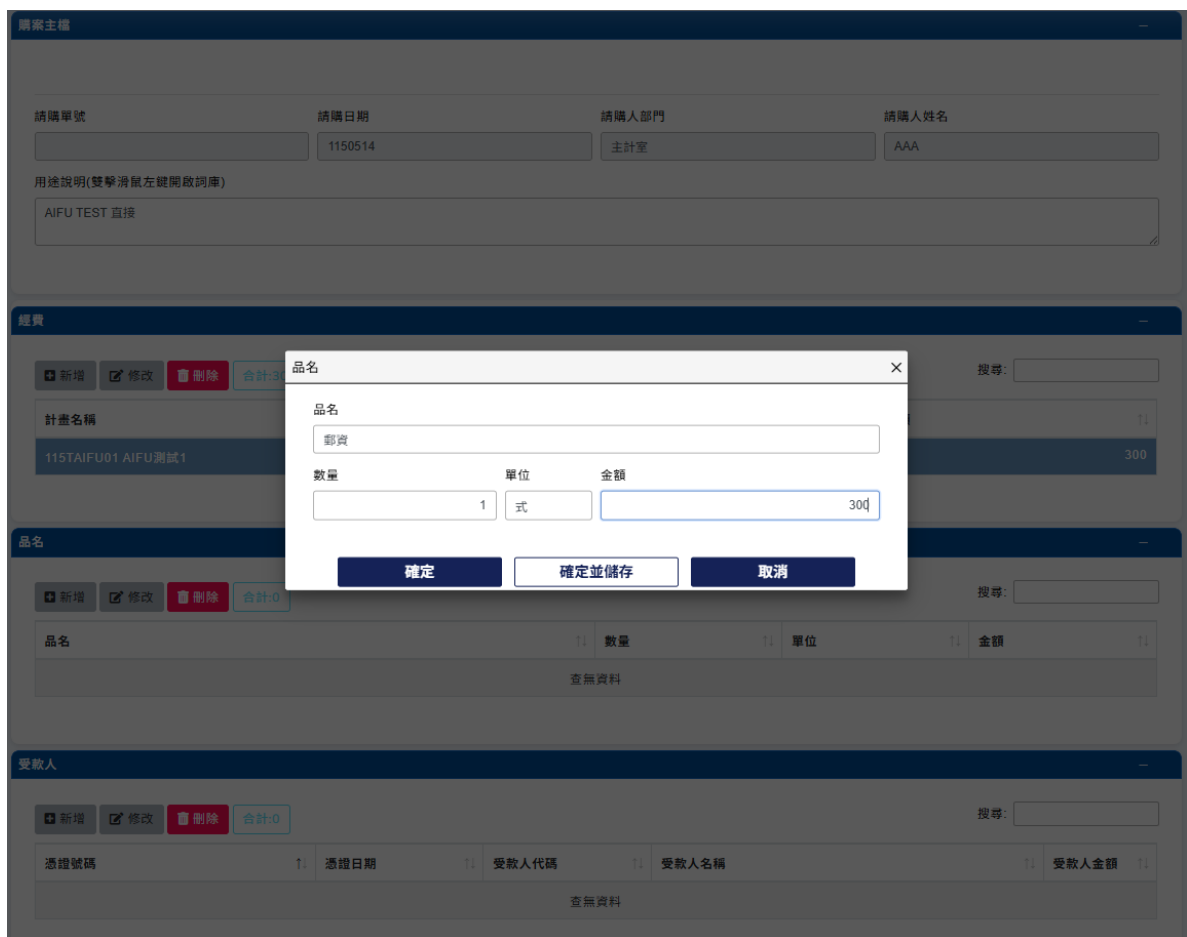 購案主檔
請購單號 請購日期 請購人部門 請購人姓名
1150514 主計室 AAA
用途說明(雙擊滑鼠左鍵開啟詞庫)
AIFU TEST 直接
經費
新增 修改 刪除 合計:30 搜尋:
計畫名稱
115TAIFU01 AIFU測試1 300
品名
品名
郵資
數量 單位 金額
1 式 300
確定 確定並儲存 取消
品名
新增 修改 刪除 合計:0 搜尋:
品名 數量 單位 金額
查無資料
受款人
新增 修改 刪除 合計:0 搜尋:
憑證號碼 憑證日期 受款人代碼 受款人名稱 受款人金額
查無資料